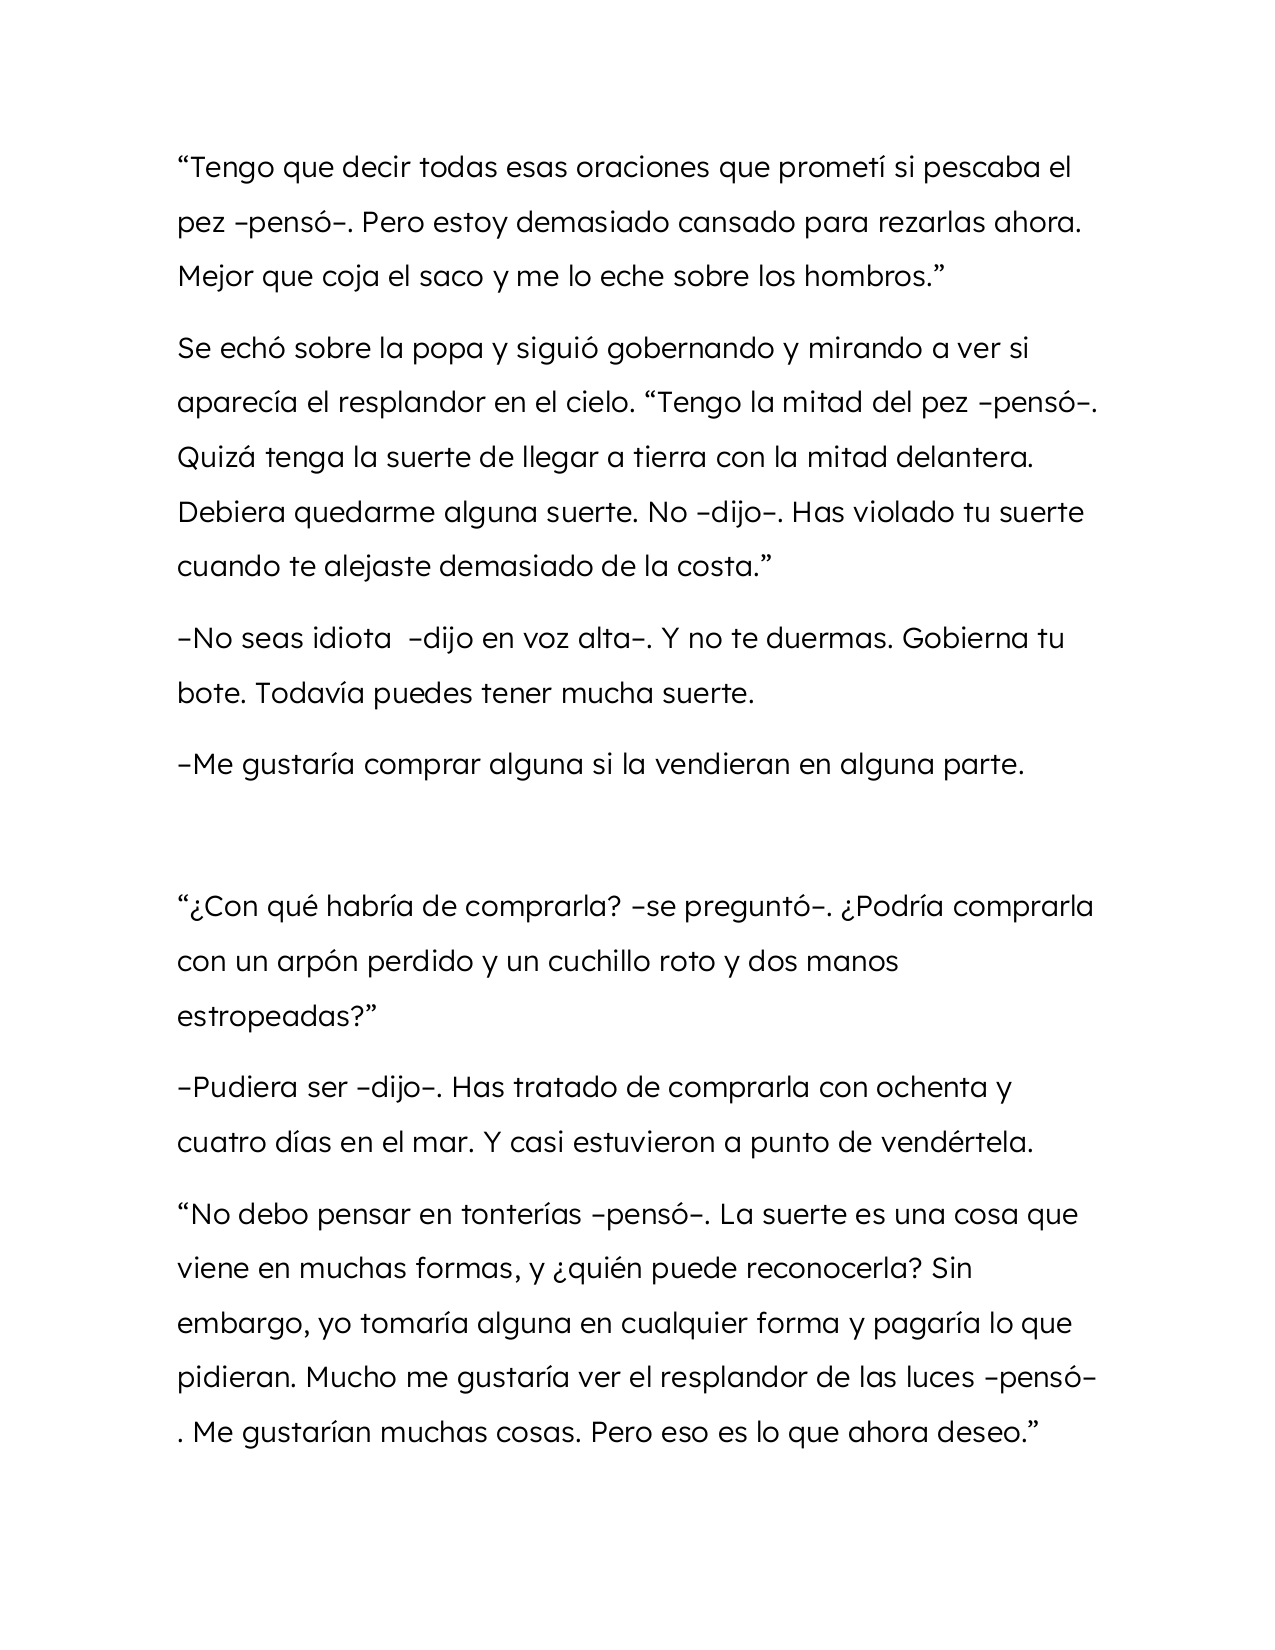 “Tengo que decir todas esas oraciones que prometí si pescaba el
pez –pensó–. Pero estoy demasiado cansado para rezarlas ahora.
Mejor que coja el saco y me lo eche sobre los hombros.”
Se echó sobre la popa y siguió gobernando y mirando a ver si
aparecía el resplandor en el cielo. “Tengo la mitad del pez –pensó–.
Quizá tenga la suerte de llegar a tierra con la mitad delantera.
Debiera quedarme alguna suerte. No –dijo–. Has violado tu suerte
cuando te alejaste demasiado de la costa.”
–No seas idiota  –dijo en voz alta–. Y no te duermas. Gobierna tu
bote. Todavía puedes tener mucha suerte.
–Me gustaría comprar alguna si la vendieran en alguna parte.
“¿Con qué habría de comprarla? –se preguntó–. ¿Podría comprarla
con un arpón perdido y un cuchillo roto y dos manos
estropeadas?”
–Pudiera ser –dijo–. Has tratado de comprarla con ochenta y
cuatro días en el mar. Y casi estuvieron a punto de vendértela.
“No debo pensar en tonterías –pensó–. La suerte es una cosa que
viene en muchas formas, y ¿quién puede reconocerla? Sin
embargo, yo tomaría alguna en cualquier forma y pagaría lo que
pidieran. Mucho me gustaría ver el resplandor de las luces –pensó–
. Me gustarían muchas cosas. Pero eso es lo que ahora deseo.”